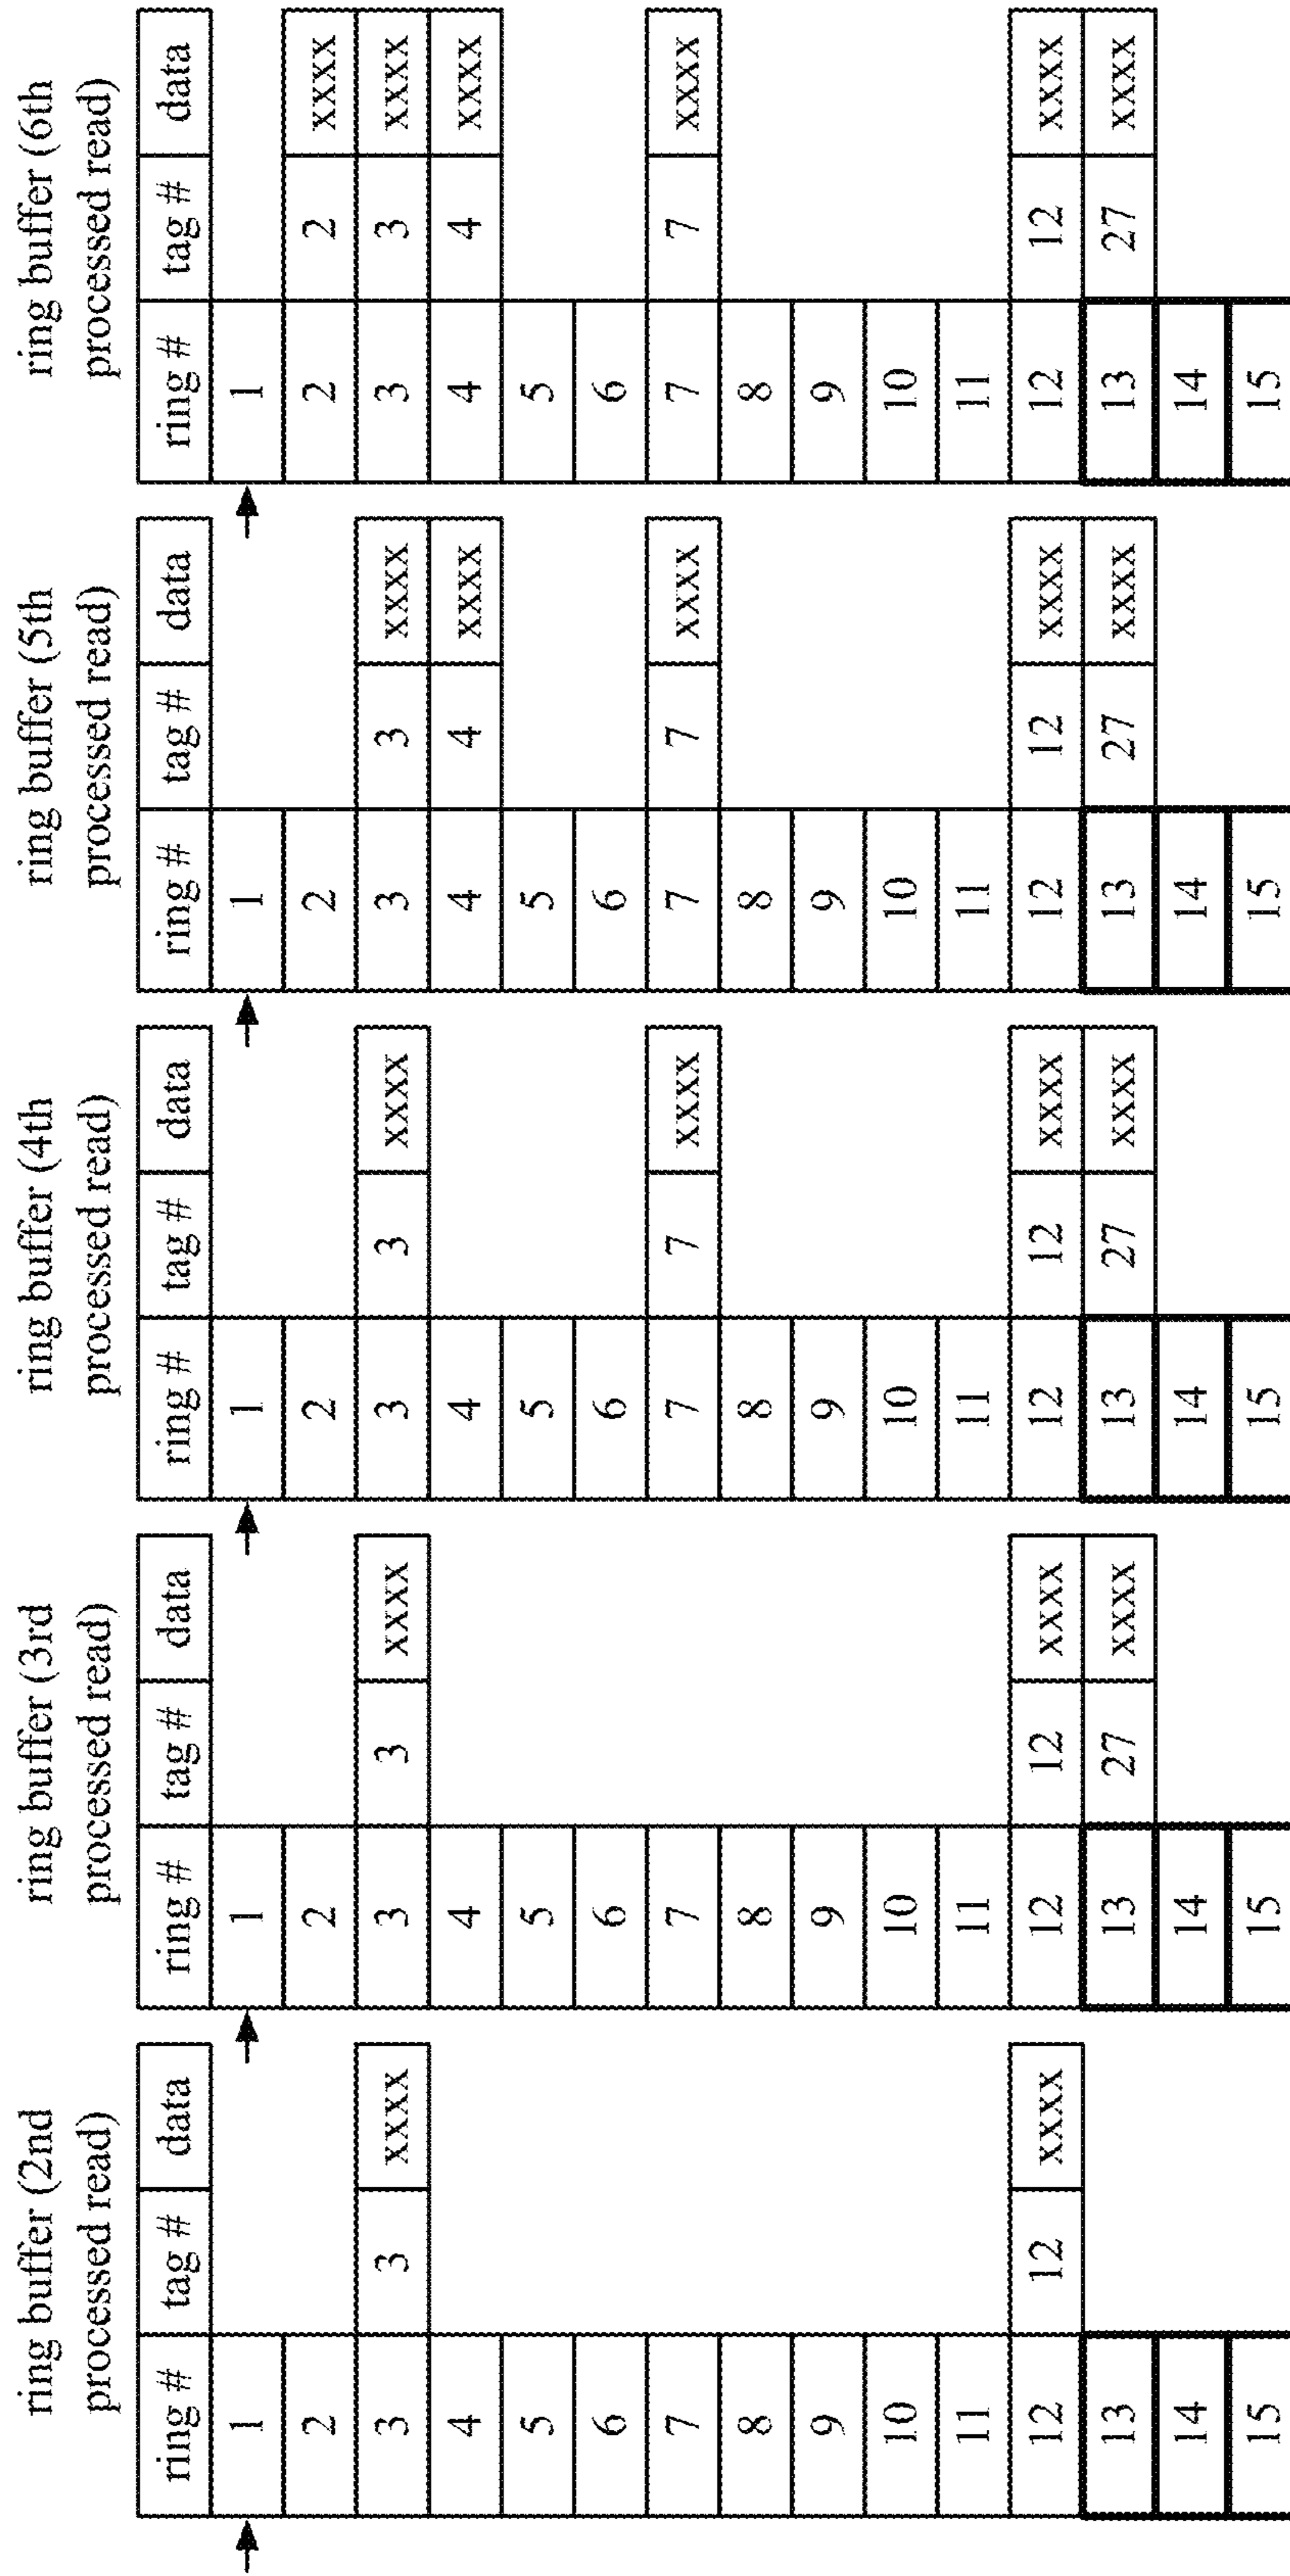 ring buffer (2nd
processed read)
ring # tag # data
1
2
3 3 xxxx
4
5
6
7
8
9
10
11
12 12 xxxx
13
14
15
ring buffer (3rd
processed read)
ring # tag # data
1
2
3 3 xxxx
4
5
6
7
8
9
10
11
12 12 xxxx
13 27 xxxx
14
15
ring buffer (4th
processed read)
ring # tag # data
1
2
3 3 xxxx
4
5
6
7 7 xxxx
8
9
10
11
12 12 xxxx
13 27 xxxx
14
15
ring buffer (5th
processed read)
ring # tag # data
1
2
3 3 xxxx
4 4 xxxx
5
6
7 7 xxxx
8
9
10
11
12 12 xxxx
13 27 xxxx
14
15
ring buffer (6th
processed read)
ring # tag # data
1
2 2 xxxx
3 3 xxxx
4 4 xxxx
5
6
7 7 xxxx
8
9
10
11
12 12 xxxx
13 27 xxxx
14
15